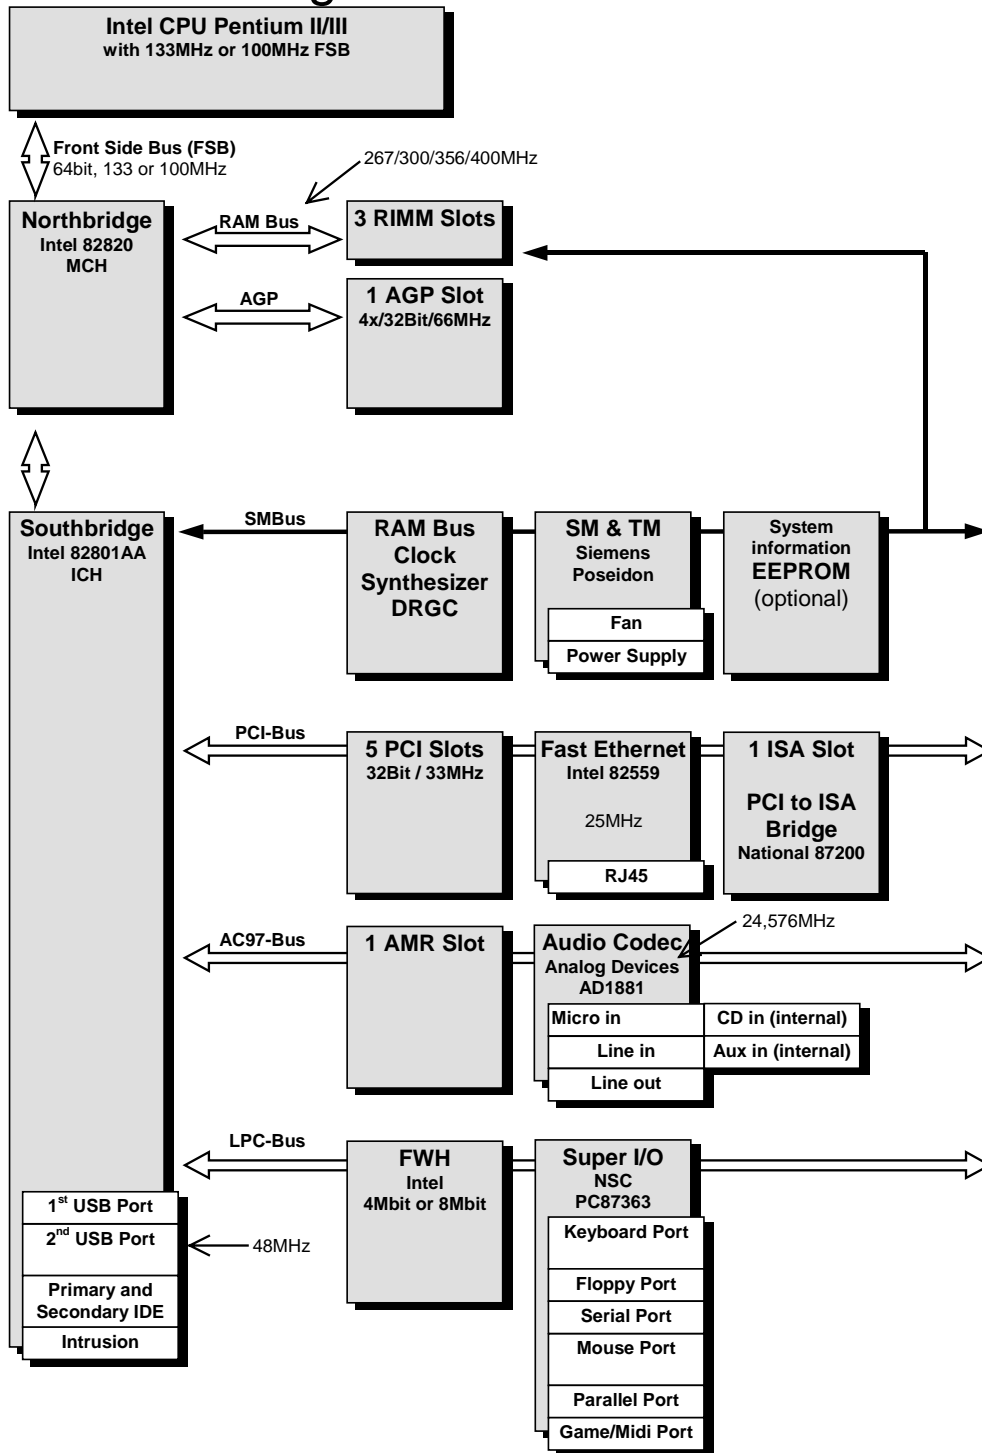 Intel CPU Pentium II/III
with 133MHz or 100MHz FSB
Front Side Bus (FSB)
64bit, 133 or 100MHz
267/300/356/400MHz
Northbridge
Intel 82820
MCH
RAM Bus
3 RIMM Slots
AGP
1 AGP Slot
4x/32Bit/66MHz
Southbridge
Intel 82801AA
ICH
SMBus
RAM Bus
Clock
Synthesizer
DRGC
SM & TM
Siemens
Poseidon
Fan
Power Supply
System
information
EEPROM
(optional)
PCI-Bus
5 PCI Slots
32Bit / 33MHz
Fast Ethernet
Intel 82559
25MHz
RJ45
1 ISA Slot
PCI to ISA
Bridge
National 87200
AC97-Bus
1 AMR Slot
Audio Codec
Analog Devices
AD1881
24,576MHz
Micro in
CD in (internal)
Line in
Aux in (internal)
Line out
LPC-Bus
FWH
Intel
4Mbit or 8Mbit
Super I/O
NSC
PC87363
Keyboard Port
Floppy Port
Serial Port
Mouse Port
Parallel Port
Game/Midi Port
1st USB Port
2nd USB Port
48MHz
Primary and
Secondary IDE
Intrusion